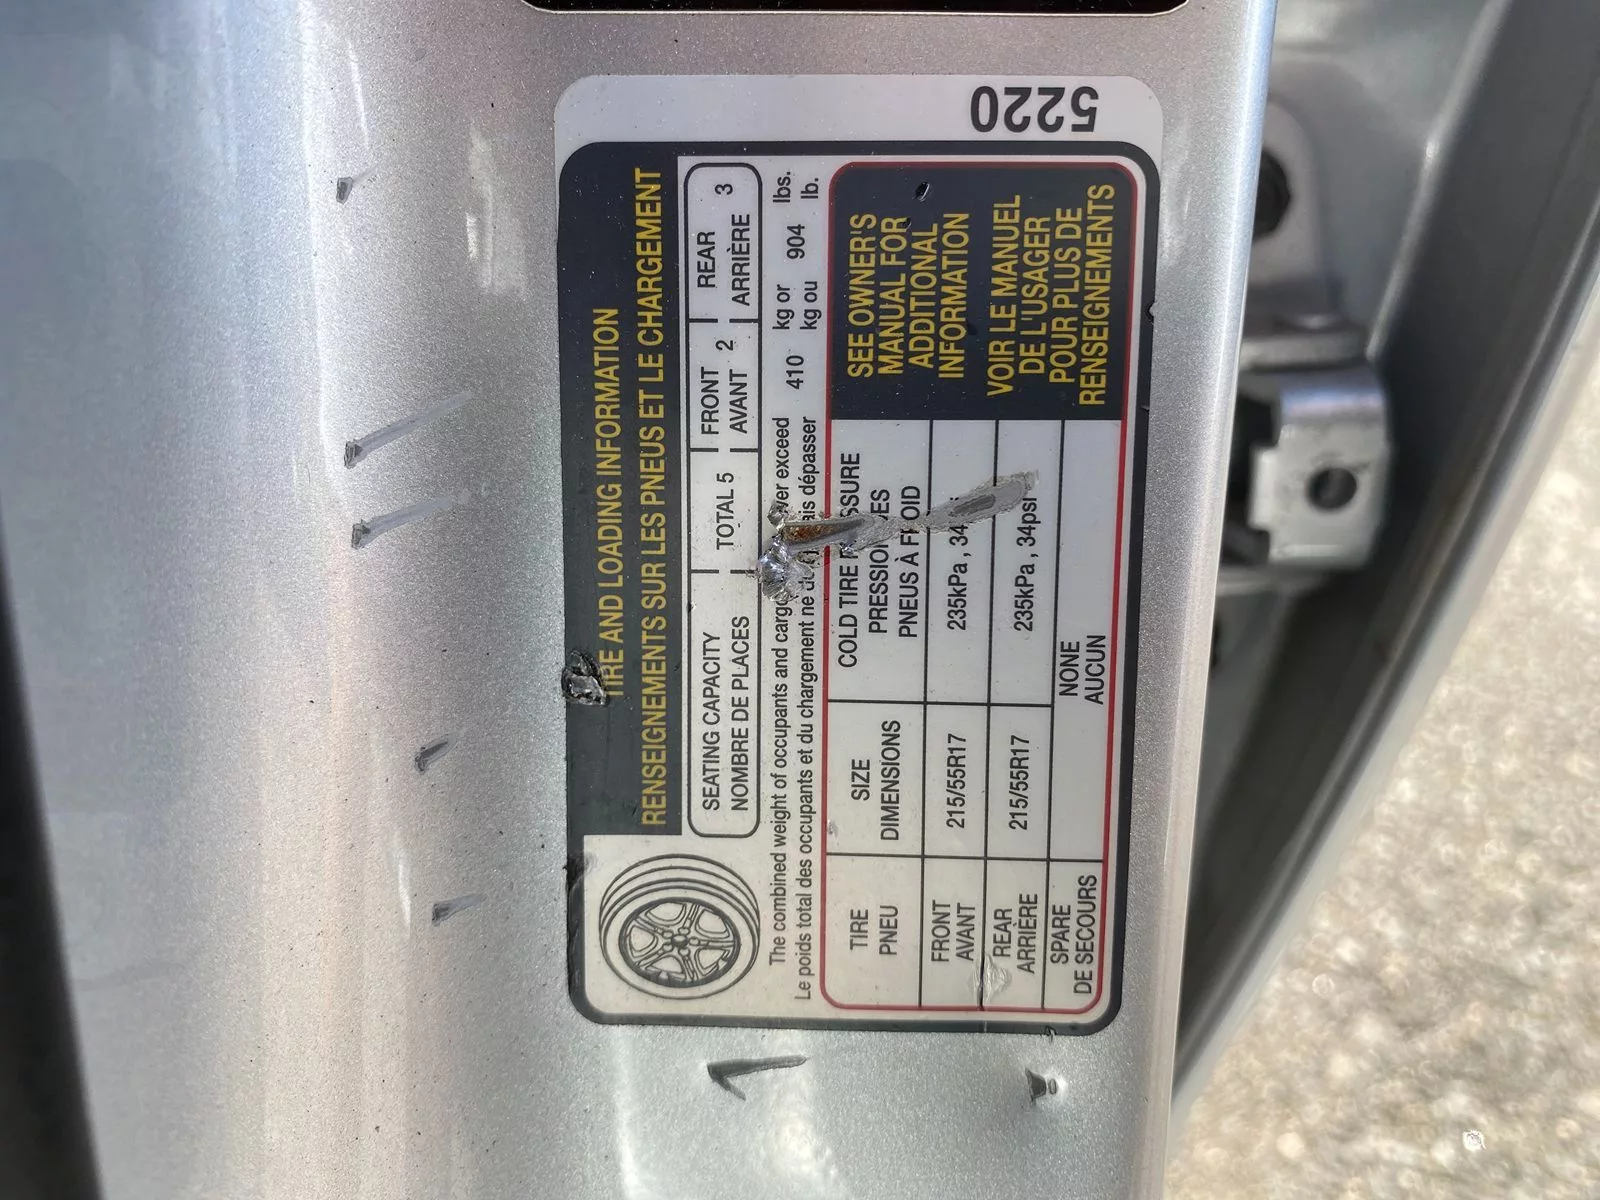 5220
TIRE AND LOADING INFORMATION
RENSEIGNEMENTS SUR LES PNEUS ET LE CHARGEMENT
SEATING CAPACITY
NOMBRE DE PLACES
TOTAL 5
FRONT
AVANT 2
REAR
ARRIÈRE 3
The combined weight of occupants and cargo never exceed 410 kg or 904 lbs.
Le poids total des occupants et du chargement ne doit jamais dépasser kg ou lb.
TIRE
PNEU
SIZE
DIMENSIONS
COLD TIRE PRESSURE
PRESSION DES
PNEUS À FROID
FRONT
AVANT
215/55R17
235kPa , 34
REAR
ARRIÈRE
215/55R17
235kPa , 34psi
SPARE
DE SECOURS
NONE
AUCUN
SEE OWNER'S
MANUAL FOR
ADDITIONAL
INFORMATION
VOIR LE MANUEL
DE L'USAGER
POUR PLUS DE
RENSEIGNEMENTS